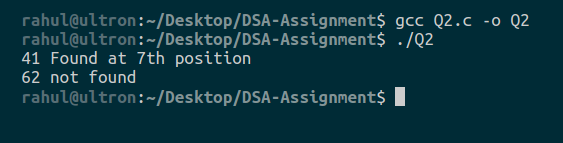 rahul@ultron:~/Desktop/DSA-Assignment$ gcc Q2.c -o Q2
rahul@ultron:~/Desktop/DSA-Assignment$ ./Q2
41 Found at 7th position
62 not found
rahul@ultron:~/Desktop/DSA-Assignment$